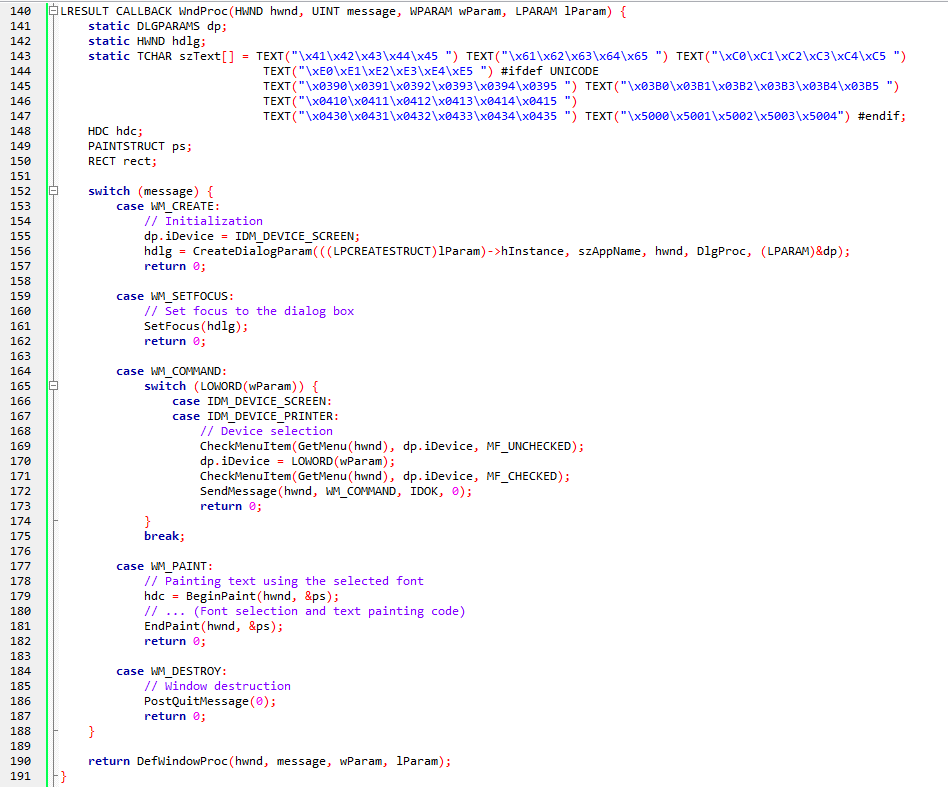 140 LRESULT CALLBACK WndProc(HWND hwnd, UINT message, WPARAM wParam, LPARAM lParam) {
141     static DLGPARAMS dp;
142     static HWND hdlg;
143     static TCHAR szText[] = TEXT("\x41\x42\x43\x44\x45 ") TEXT("\x61\x62\x63\x64\x65 ") TEXT("\xC0\xC1\xC2\xC3\xC4\xC5 ")
144                              TEXT("\xE0\xE1\xE2\xE3\xE4\xE5 ") #ifdef UNICODE
145                              TEXT("\x0390\x0391\x0392\x0393\x0394\x0395 ") TEXT("\x03B0\x03B1\x03B2\x03B3\x03B4\x03B5 ")
146                              TEXT("\x0410\x0411\x0412\x0413\x0414\x0415 ")
147                              TEXT("\x0430\x0431\x0432\x0433\x0434\x0435 ") TEXT("\x5000\x5001\x5002\x5003\x5004") #endif;
148     HDC hdc;
149     PAINTSTRUCT ps;
150     RECT rect;
151
152     switch (message) {
153         case WM_CREATE:
154             // Initialization
155             dp.iDevice = IDM_DEVICE_SCREEN;
156             hdlg = CreateDialogParam(((LPCREATESTRUCT)lParam)->hInstance, szAppName, hwnd, DlgProc, (LPARAM)&dp);
157             return 0;
158
159         case WM_SETFOCUS:
160             // Set focus to the dialog box
161             SetFocus(hdlg);
162             return 0;
163
164         case WM_COMMAND:
165             switch (LOWORD(wParam)) {
166                 case IDM_DEVICE_SCREEN:
167                 case IDM_DEVICE_PRINTER:
168                     // Device selection
169                     CheckMenuItem(GetMenu(hwnd), dp.iDevice, MF_UNCHECKED);
170                     dp.iDevice = LOWORD(wParam);
171                     CheckMenuItem(GetMenu(hwnd), dp.iDevice, MF_CHECKED);
172                     SendMessage(hwnd, WM_COMMAND, IDOK, 0);
173                     return 0;
174             }
175             break;
176
177         case WM_PAINT:
178             // Painting text using the selected font
179             hdc = BeginPaint(hwnd, &ps);
180             // ... (Font selection and text painting code)
181             EndPaint(hwnd, &ps);
182             return 0;
183
184         case WM_DESTROY:
185             // Window destruction
186             PostQuitMessage(0);
187             return 0;
188     }
189
190     return DefWindowProc(hwnd, message, wParam, lParam);
191 }